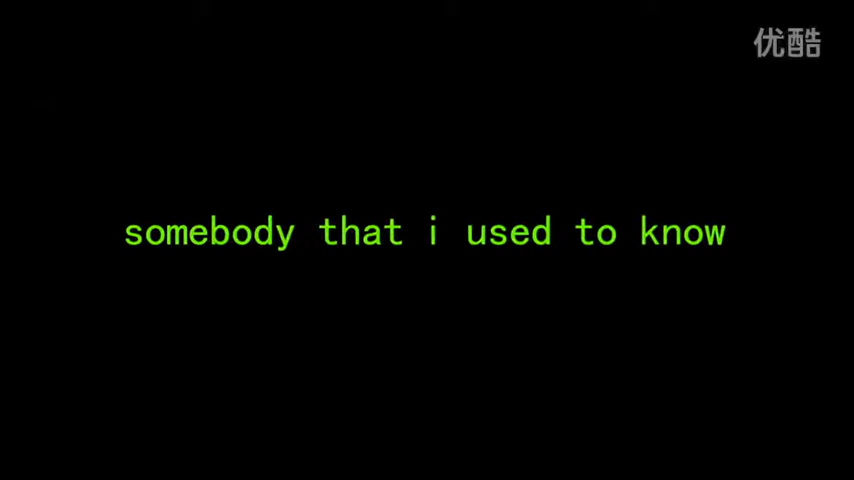 优酷
somebody that i used to know